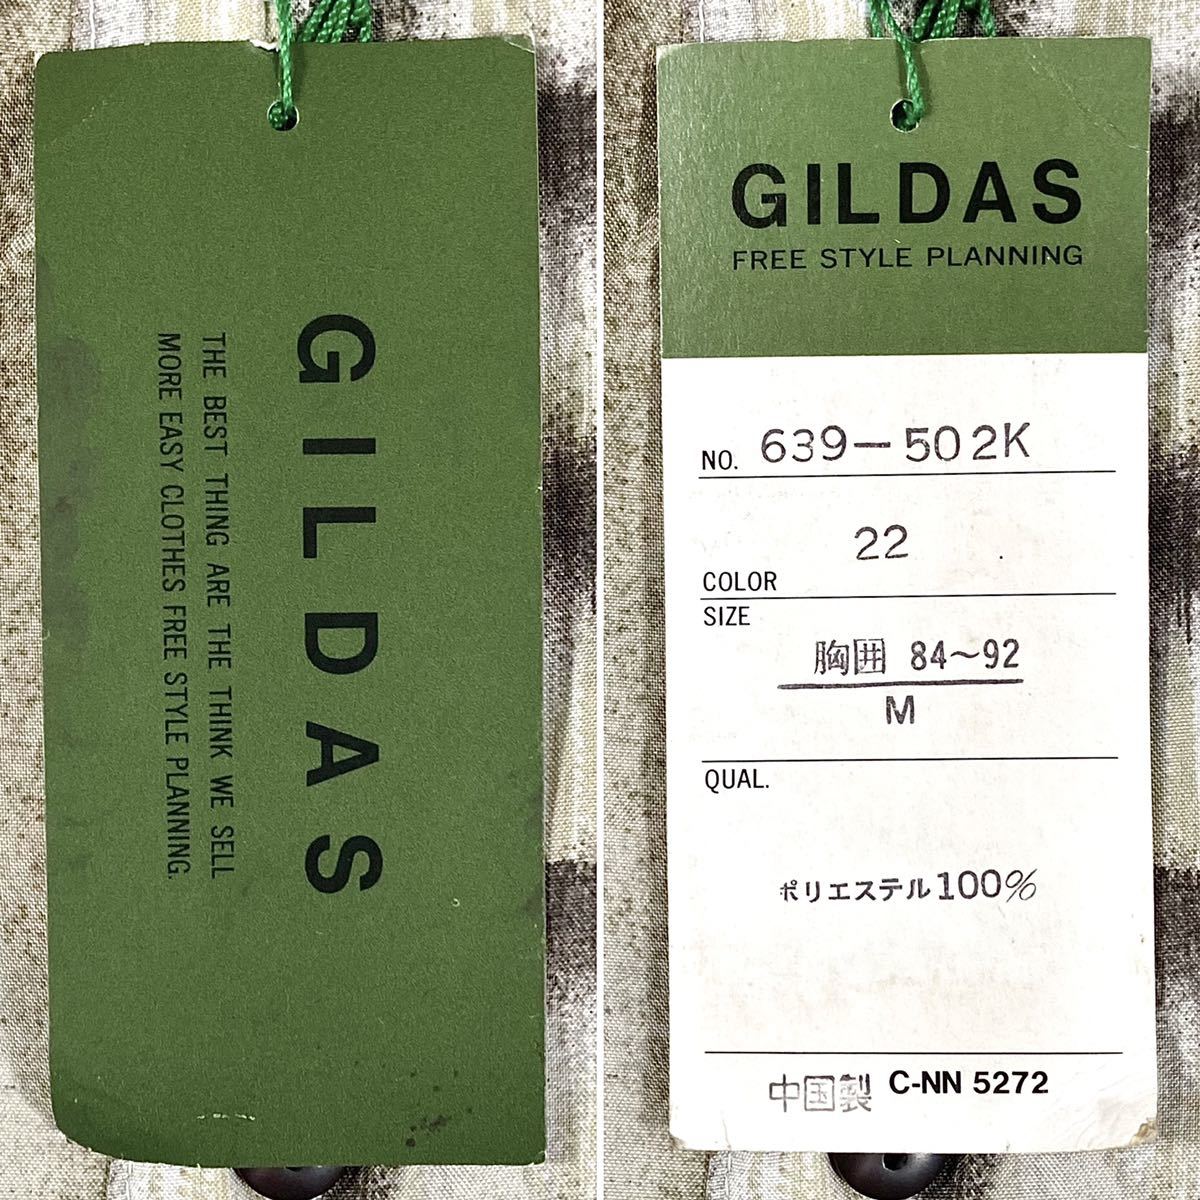 GILDAS
THE BEST THING ARE THE THINK WE SELL
MORE EASY CLOTHES FREE STYLE PLANNING.
GILDAS
FREE STYLE PLANNING
NO. 639-502K
22
COLOR
SIZE
胸囲 84〜92
M
QUAL.
ポリエステル100%
中国製 C-NN 5272